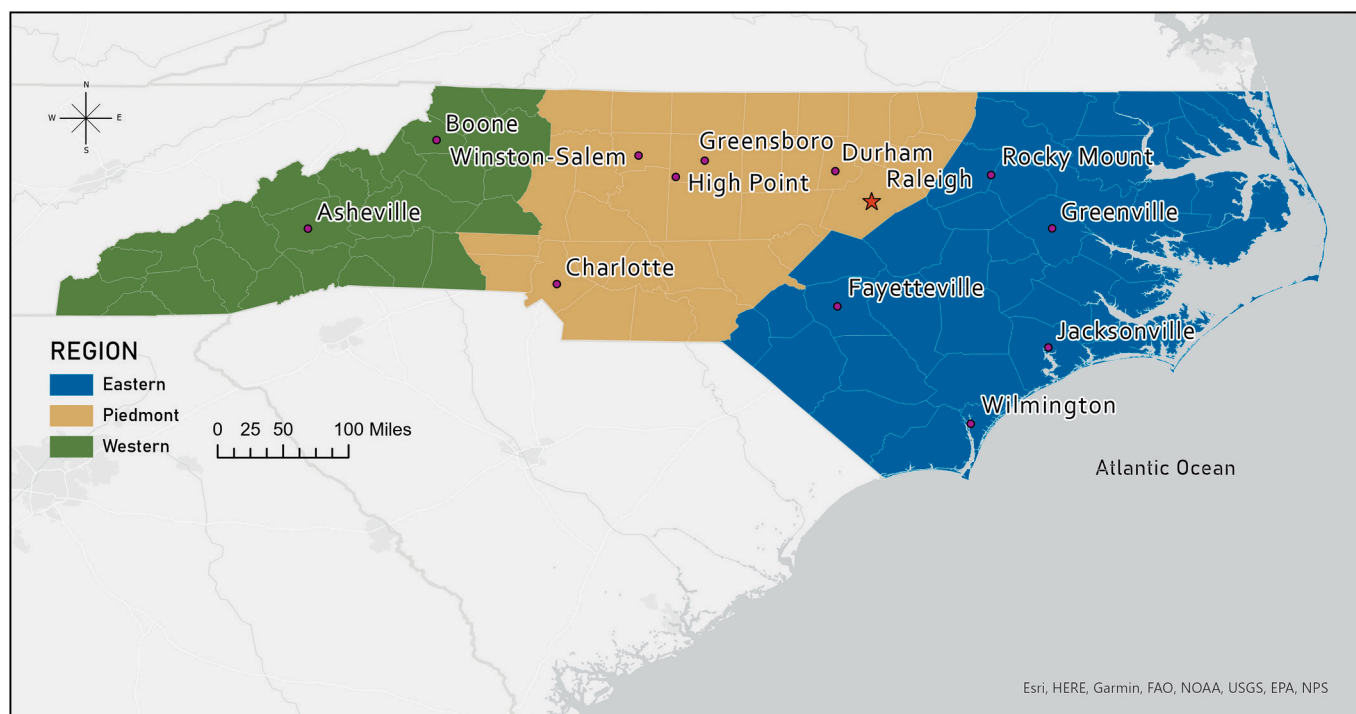 N
W E
S
Boone
Winston-Salem
Greensboro
High Point
Durham
Raleigh
Rocky Mount
Asheville
Greenville
Charlotte
Fayetteville
Jacksonville
Wilmington
REGION
Eastern
Piedmont
Western
0 25 50 100 Miles
Atlantic Ocean
Esri, HERE, Garmin, FAO, NOAA, USGS, EPA, NPS